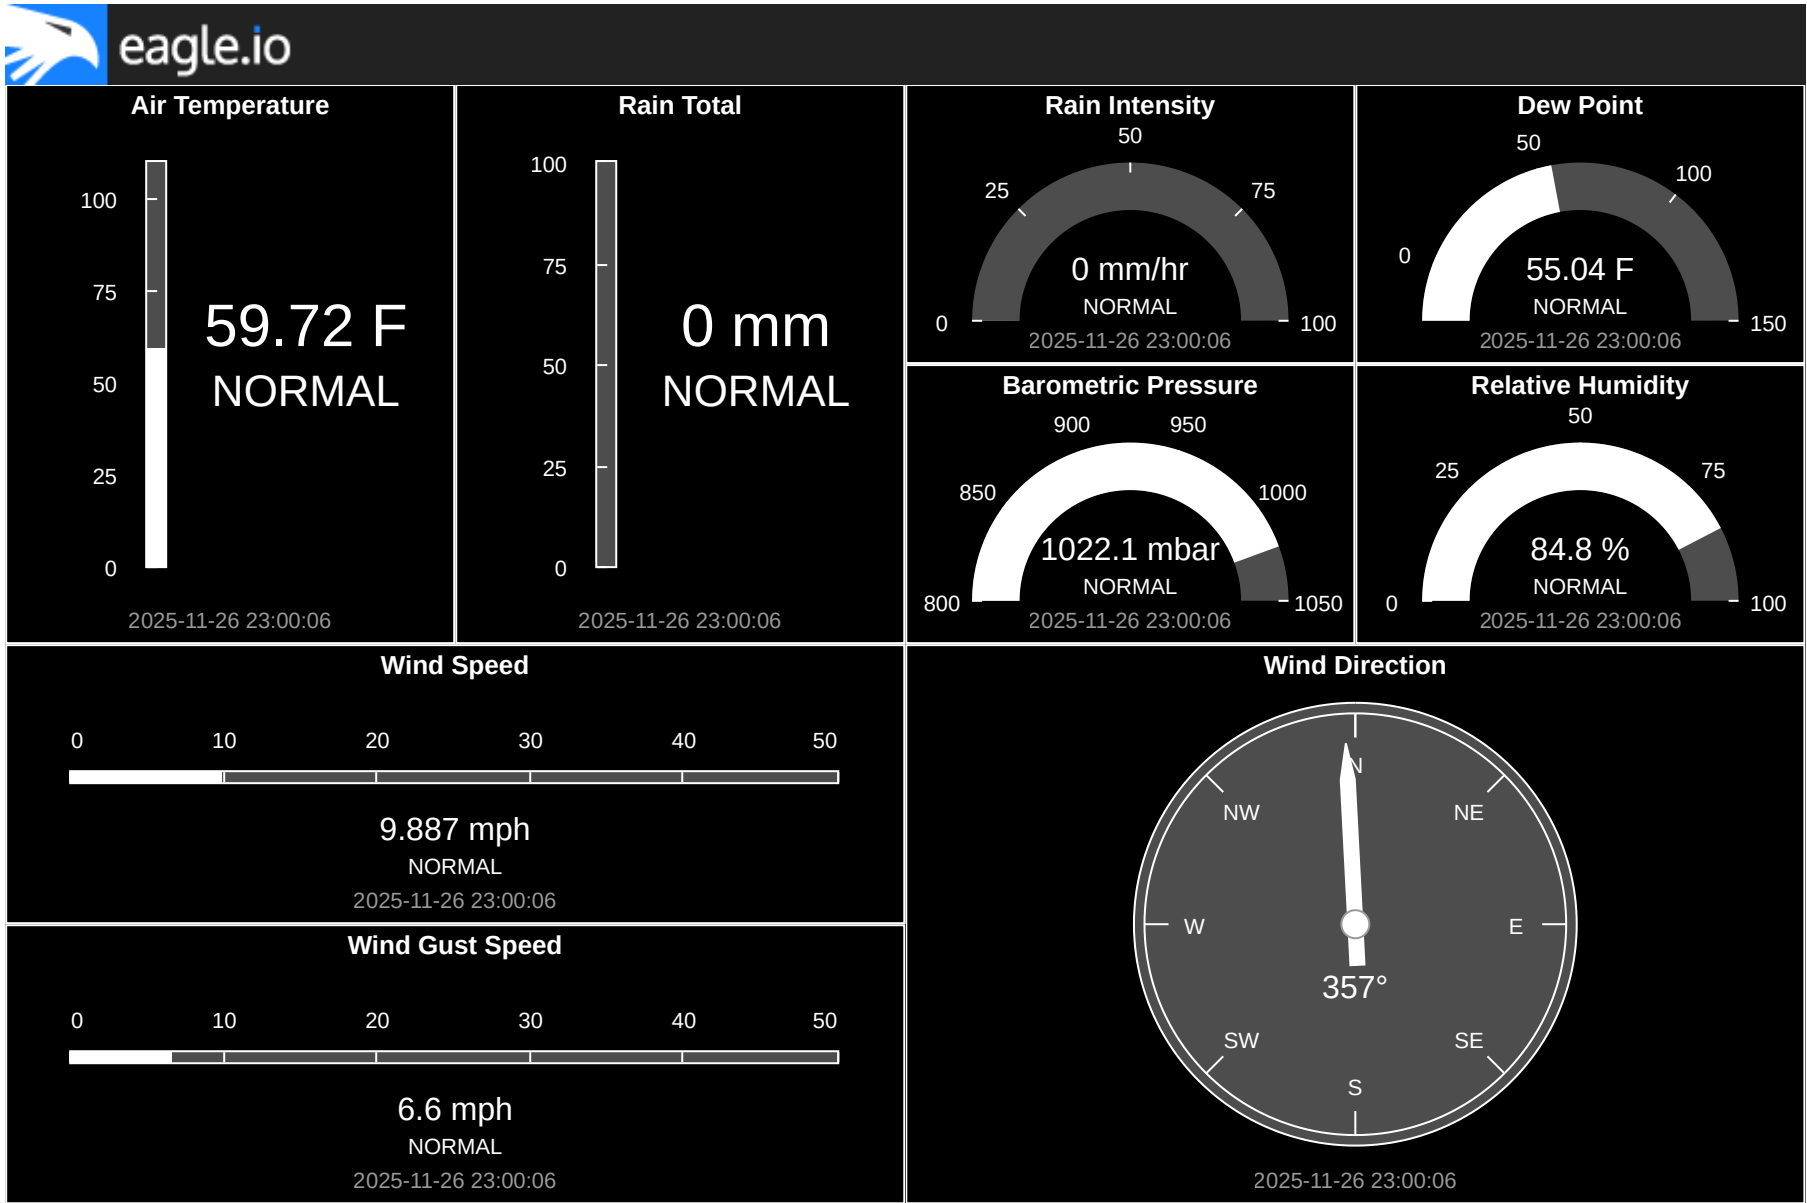 eagle.io
Air Temperature
100
75
50
25
0
59.72 F
NORMAL
2025-11-26 23:00:06
Rain Total
100
75
50
25
0
0 mm
NORMAL
2025-11-26 23:00:06
Rain Intensity
50
25
75
0
100
0 mm/hr
NORMAL
2025-11-26 23:00:06
Dew Point
50
100
0
150
55.04 F
NORMAL
2025-11-26 23:00:06
Barometric Pressure
900
950
850
1000
800
1050
1022.1 mbar
NORMAL
2025-11-26 23:00:06
Relative Humidity
50
25
75
0
100
84.8 %
NORMAL
2025-11-26 23:00:06
Wind Speed
0 10 20 30 40 50
9.887 mph
NORMAL
2025-11-26 23:00:06
Wind Gust Speed
0 10 20 30 40 50
6.6 mph
NORMAL
2025-11-26 23:00:06
Wind Direction
N
NW
NE
W
E
357°
SW
SE
S
2025-11-26 23:00:06